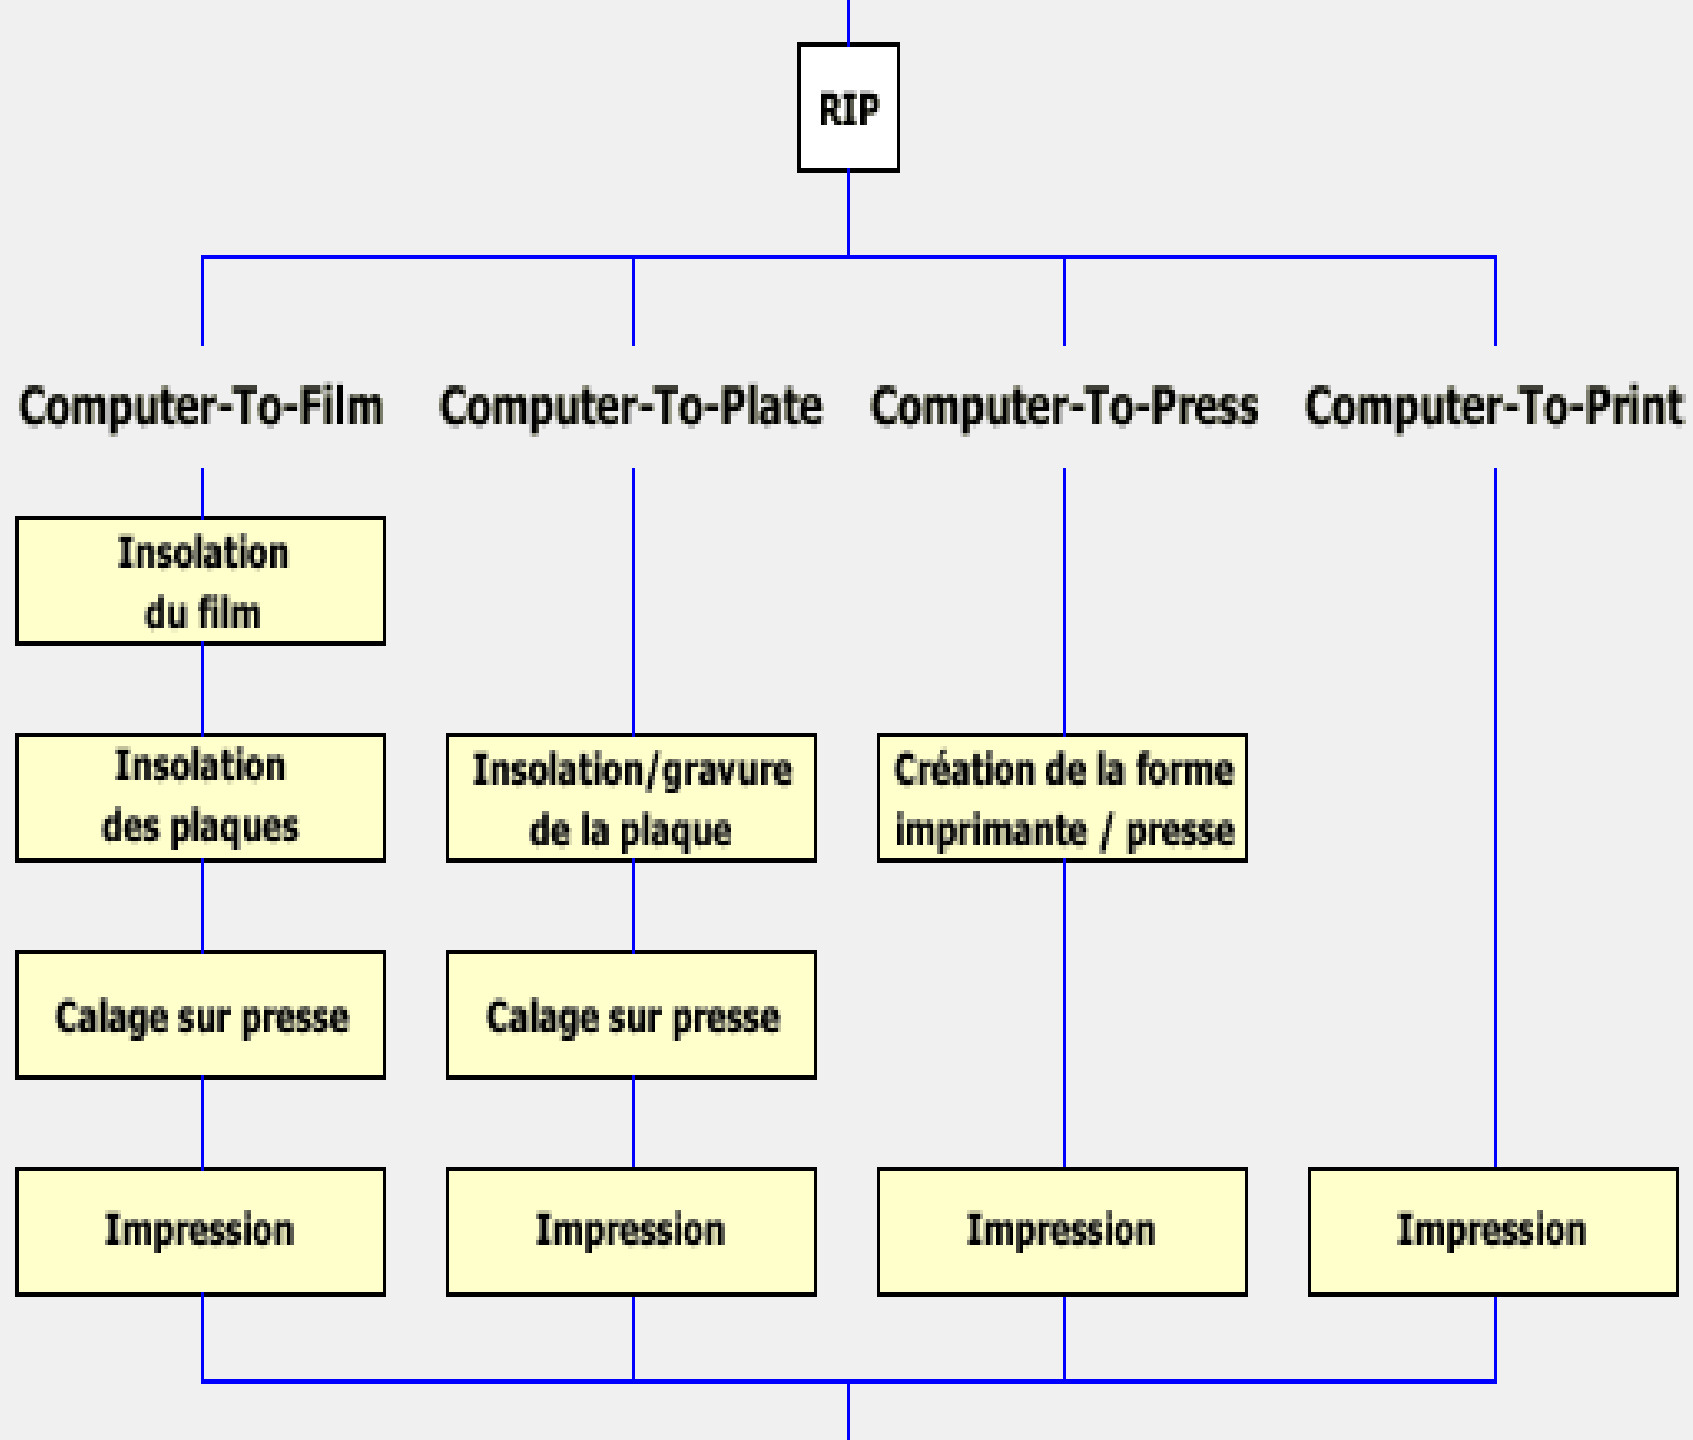 RIP
Computer-To-Film
Computer-To-Plate
Computer-To-Press
Computer-To-Print
Insolation
du film
Insolation
des plaques
Insolation/gravure
de la plaque
Création de la forme
imprimante / presse
Calage sur presse
Calage sur presse
Impression
Impression
Impression
Impression